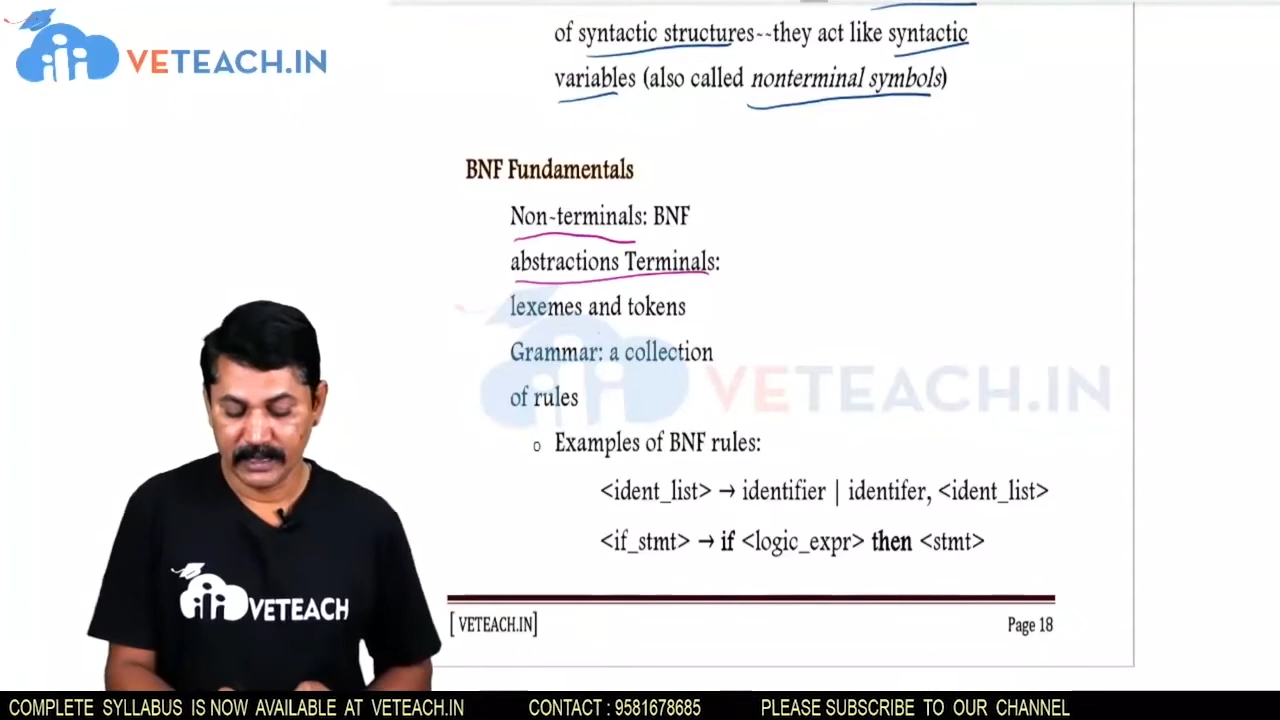 VETEACH.IN
of syntactic structures--they act like syntactic
variables (also called nonterminal symbols)
BNF Fundamentals
Non-terminals: BNF
abstractions Terminals:
lexemes and tokens
Grammar: a collection
of rules
VETEACH.IN
o Examples of BNF rules:
<ident_list> → identifier | identifer, <ident_list>
<if_stmt> → if <logic_expr> then <stmt>
VETEACH
[ VETEACH.IN] Page 18
COMPLETE SYLLABUS IS NOW AVAILABLE AT VETEACH.IN CONTACT : 9581678685 PLEASE SUBSCRIBE TO OUR CHANNEL